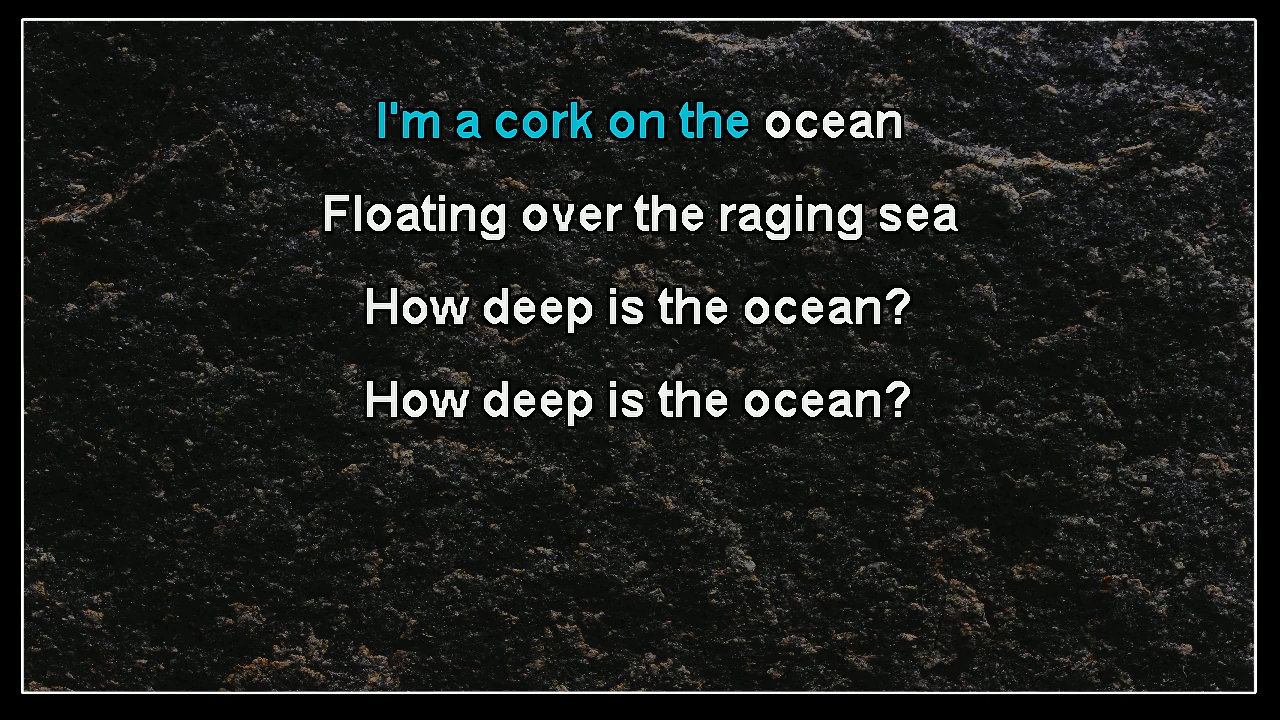 I'm a cork on the ocean
Floating over the raging sea
How deep is the ocean?
How deep is the ocean?